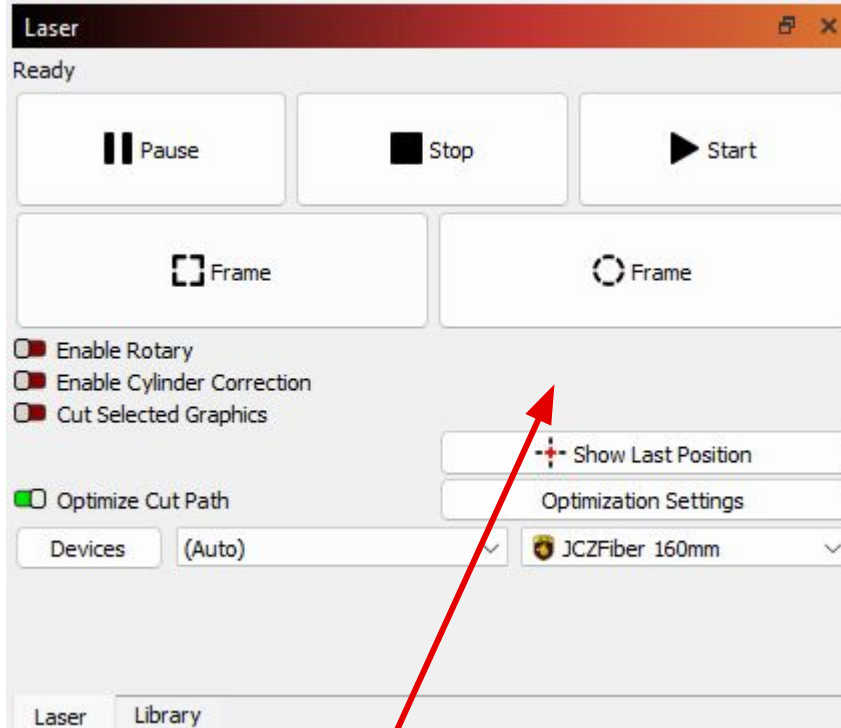 Laser
Ready
Pause Stop Start
Frame Frame
Enable Rotary
Enable Cylinder Correction
Cut Selected Graphics
Show Last Position
Optimize Cut Path Optimization Settings
Devices (Auto) JCZFiber 160mm
Laser Library